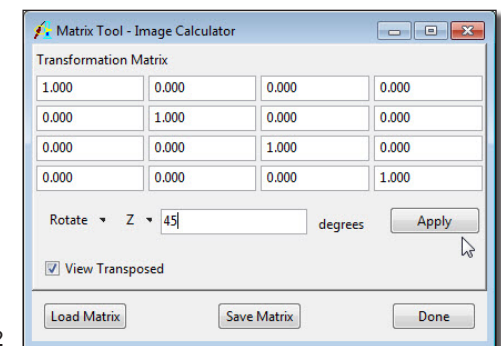 Matrix Tool - Image Calculator
Transformation Matrix
1.000 0.000 0.000 0.000
0.000 1.000 0.000 0.000
0.000 0.000 1.000 0.000
0.000 0.000 0.000 1.000
Rotate Z 45 degrees Apply
View Transposed
Load Matrix Save Matrix Done
2